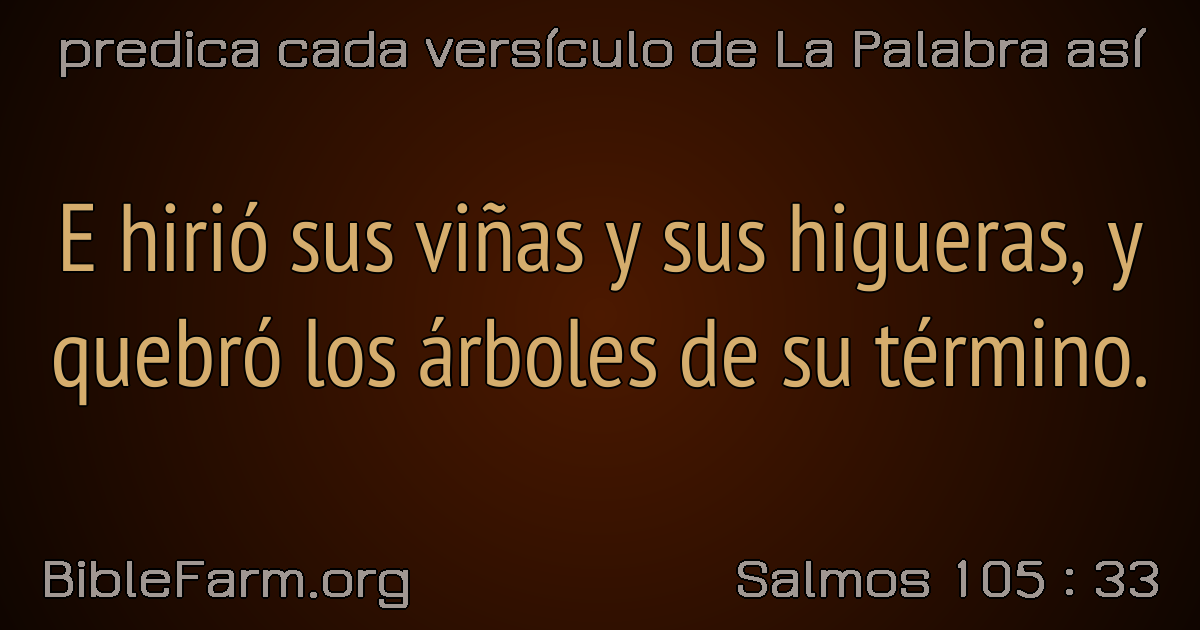 predica cada versículo de La Palabra así
E hirió sus viñas y sus higueras, y
quebró los árboles de su término.
BibleFarm.org
Salmos 105 : 33